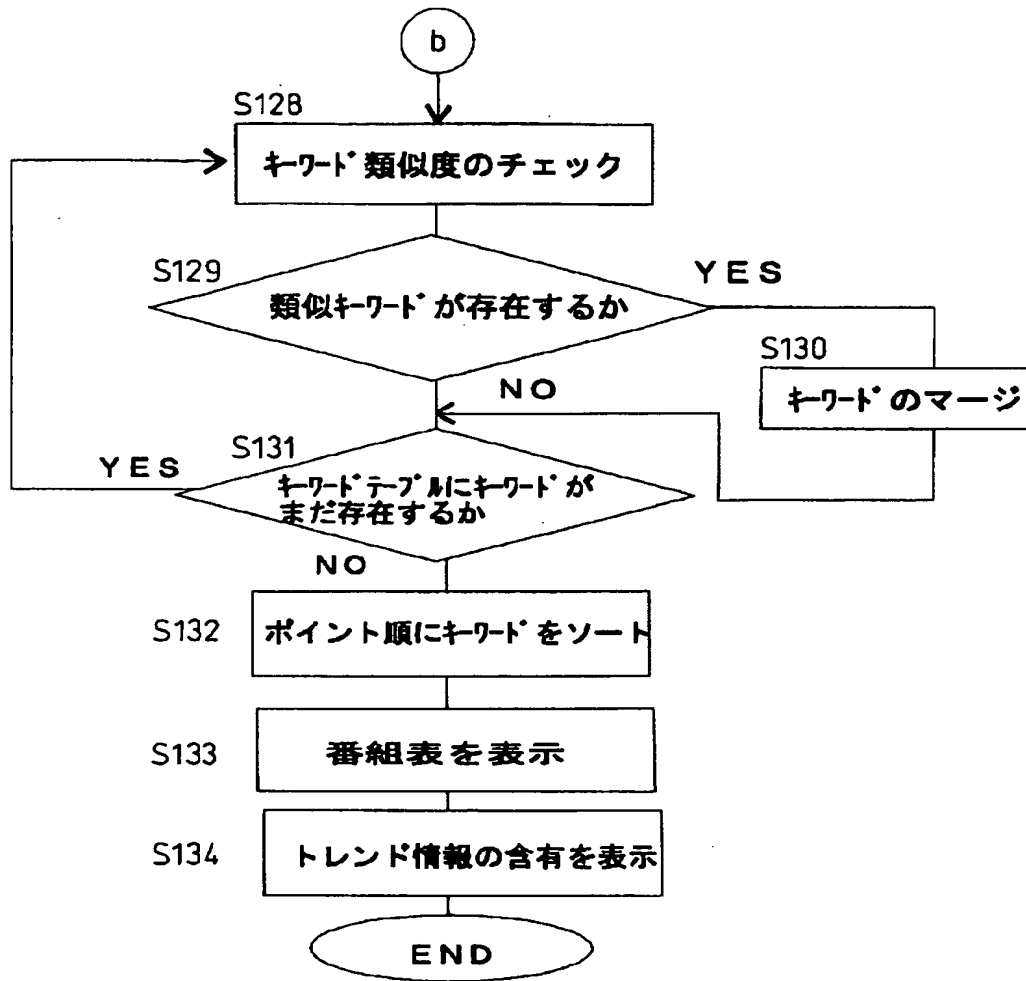 b
S128
キーワード類似度のチェック
S129
YES
類似キーワードが存在するか
S130
キーワードのマージ
NO
S131
YES
キーワードテーブルにキーワードが
まだ存在するか
NO
S132
ポイント順にキーワードをソート
S133
番組表を表示
S134
トレンド情報の含有を表示
END